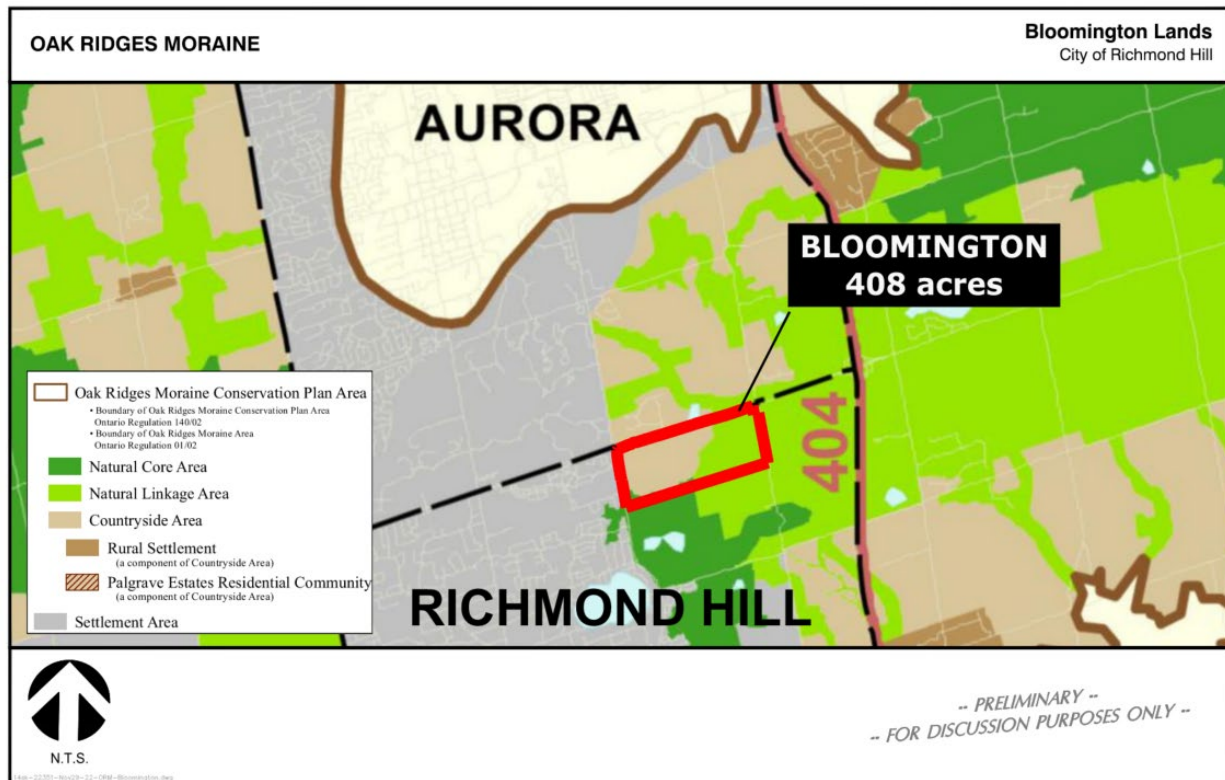 OAK RIDGES MORAINE
Bloomington Lands
City of Richmond Hill
AURORA
BLOOMINGTON
408 acres
404
RICHMOND HILL
Oak Ridges Moraine Conservation Plan Area
• Boundary of Oak Ridges Moraine Conservation Plan Area
Ontario Regulation 140/02
• Boundary of Oak Ridges Moraine Area
Ontario Regulation 01/02
Natural Core Area
Natural Linkage Area
Countryside Area
Rural Settlement
(a component of Countryside Area)
Palgrave Estates Residential Community
(a component of Countryside Area)
Settlement Area
N.T.S.
-- PRELIMINARY --
-- FOR DISCUSSION PURPOSES ONLY --